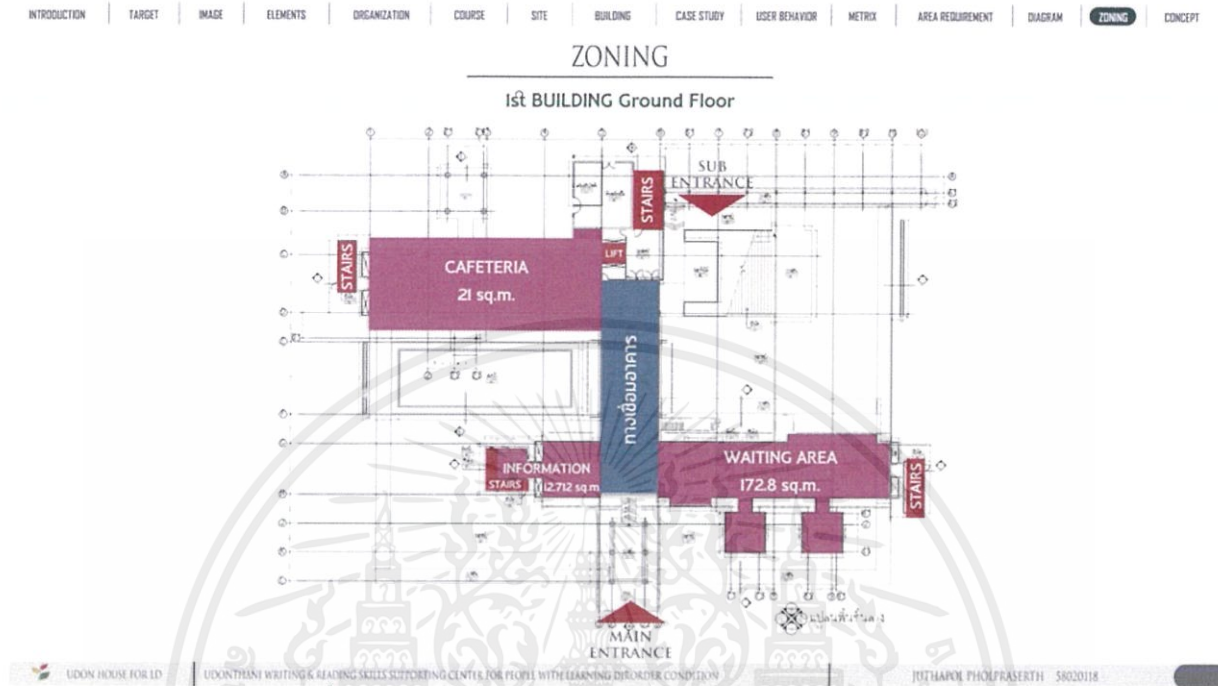 INTRODUCTION
TARGET
IMAGE
ELEMENTS
ORGANIZATION
COURSE
SITE
BUILDING
CASE STUDY
USER BEHAVIOR
METRIX
AREA REQUIREMENT
DIAGRAM
ZONING
CONCEPT
ZONING
1st BUILDING Ground Floor
SUB
ENTRANCE
STAIRS
STAIRS
LIFT
CAFETERIA
21 sq.m.
ทางเชื่อมอาคาร
INFORMATION
12.712 sq.m.
STAIRS
WAITING AREA
172.8 sq.m.
STAIRS
MAIN
ENTRANCE
UDON HOUSE FOR LD
UDONTHANI WRITING & READING SKILLS SUPPORTING CENTER FOR PEOPLE WITH LEARNING DISORDER CONDITION
JUTHAPOL PHOLPRASERTH 58020118